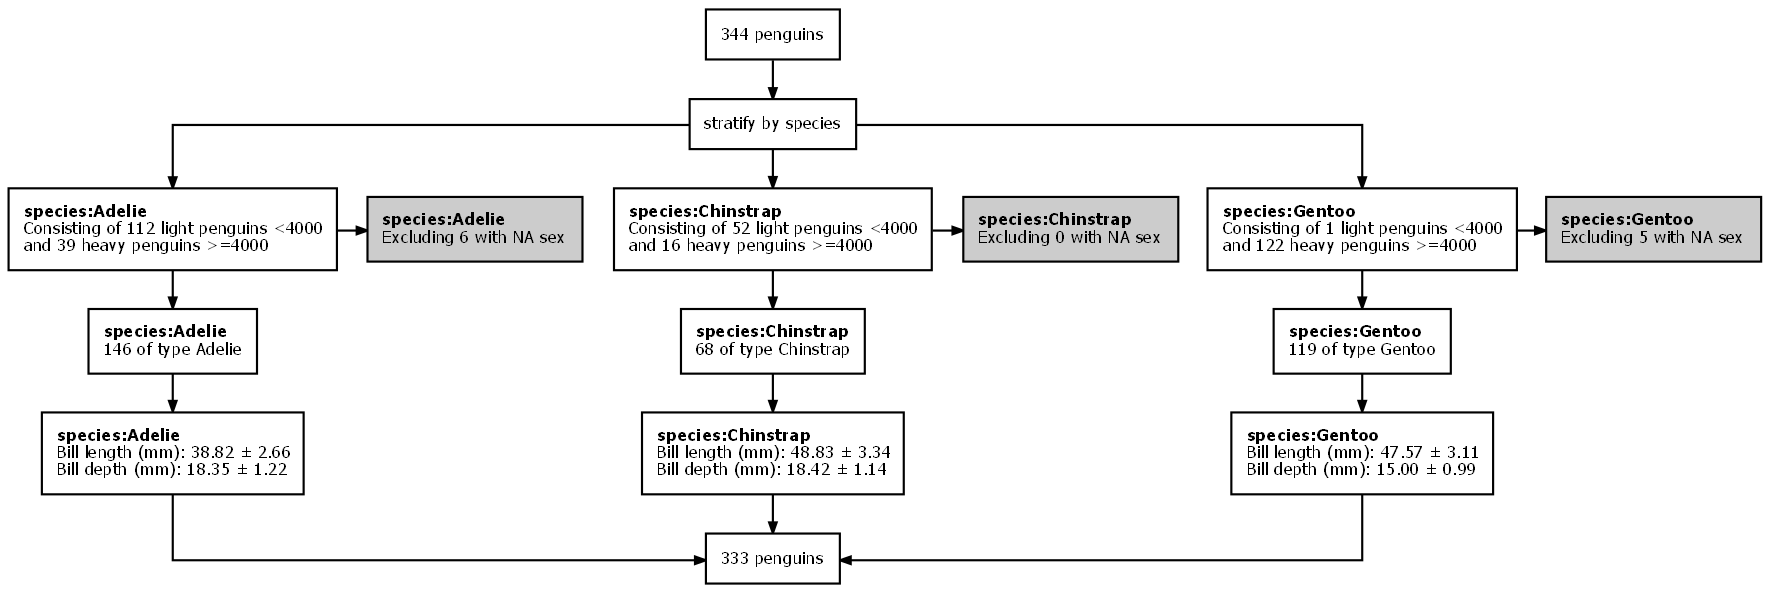 344 penguins
stratify by species
species:Adelie
Consisting of 112 light penguins <4000
and 39 heavy penguins >=4000
species:Adelie
Excluding 6 with NA sex
species:Chinstrap
Consisting of 52 light penguins <4000
and 16 heavy penguins >=4000
species:Chinstrap
Excluding 0 with NA sex
species:Gentoo
Consisting of 1 light penguins <4000
and 122 heavy penguins >=4000
species:Gentoo
Excluding 5 with NA sex
species:Adelie
146 of type Adelie
species:Chinstrap
68 of type Chinstrap
species:Gentoo
119 of type Gentoo
species:Adelie
Bill length (mm): 38.82 ± 2.66
Bill depth (mm): 18.35 ± 1.22
species:Chinstrap
Bill length (mm): 48.83 ± 3.34
Bill depth (mm): 18.42 ± 1.14
species:Gentoo
Bill length (mm): 47.57 ± 3.11
Bill depth (mm): 15.00 ± 0.99
333 penguins